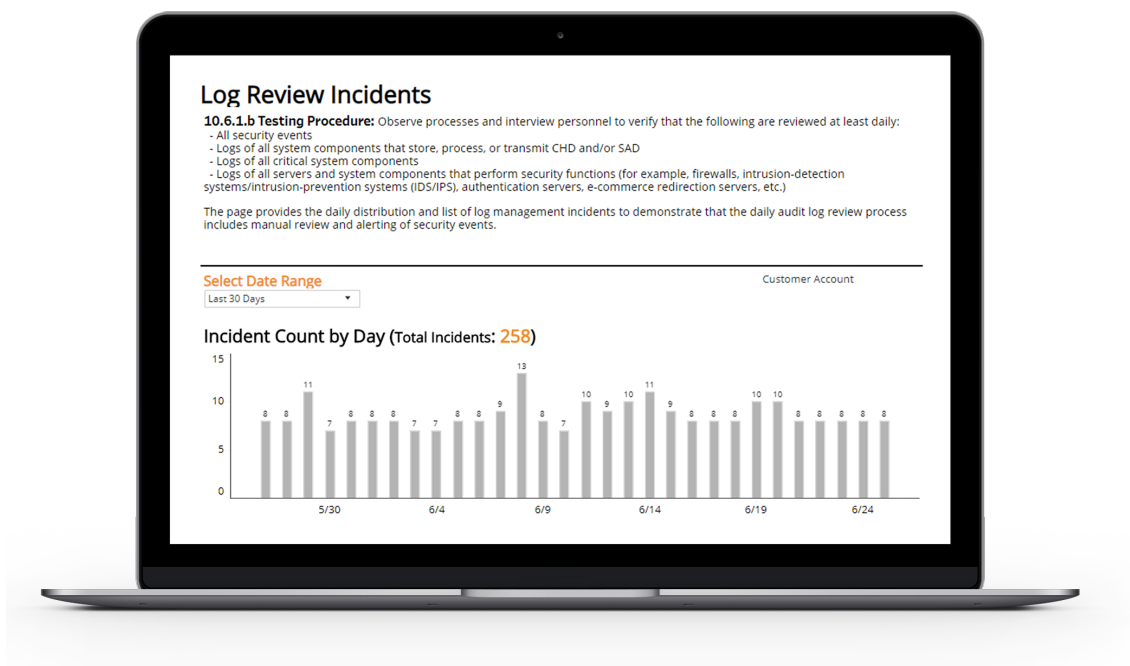 Log Review Incidents
10.6.1.b Testing Procedure: Observe processes and interview personnel to verify that the following are reviewed at least daily:
- All security events
- Logs of all system components that store, process, or transmit CHD and/or SAD
- Logs of all critical system components
- Logs of all servers and system components that perform security functions (for example, firewalls, intrusion-detection
systems/intrusion-prevention systems (IDS/IPS), authentication servers, e-commerce redirection servers, etc.)
The page provides the daily distribution and list of log management incidents to demonstrate that the daily audit log review process
includes manual review and alerting of security events.
Select Date Range
Customer Account
Last 30 Days
Incident Count by Day (Total Incidents: 258)
15
10
5
0
8 8 11 7 8 8 8 7 7 8 8 9 13 8 7 10 9 10 11 9 8 8 8 10 10 8 8 8 8 8
5/30 6/4 6/9 6/14 6/19 6/24